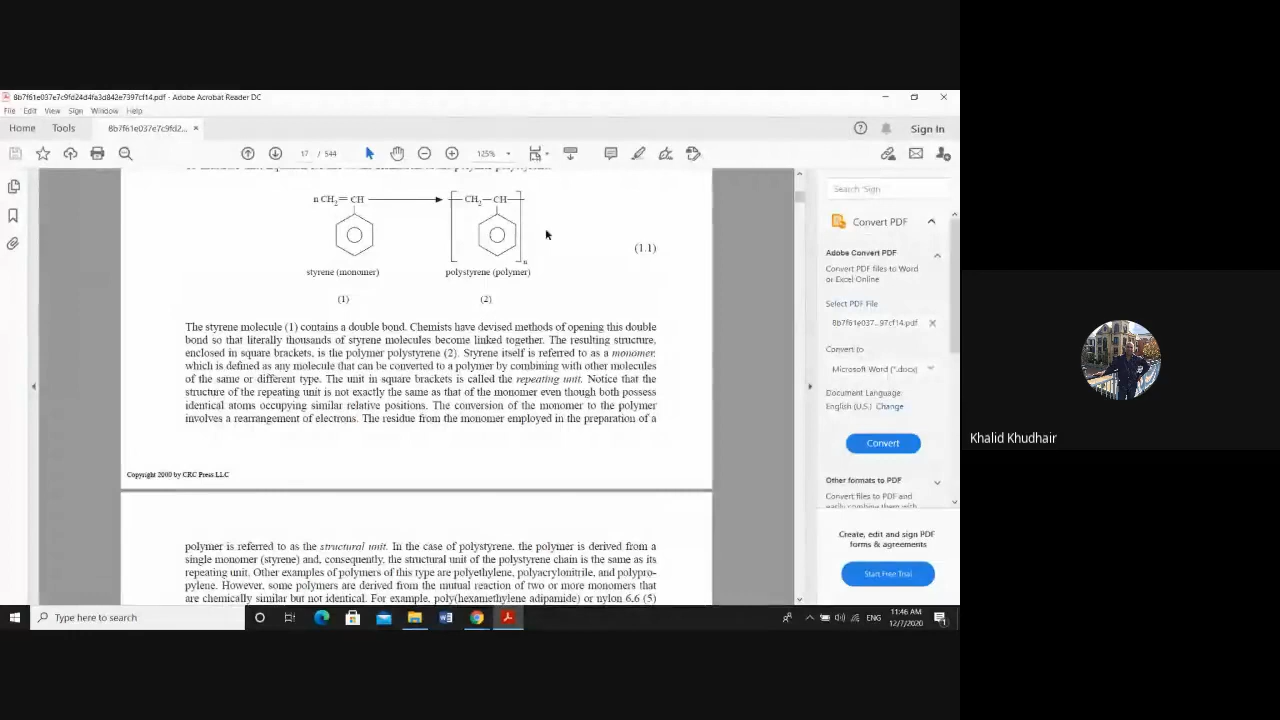 8b7f61e037e7c9fd24d4fa3d842e7397cf14.pdf - Adobe Acrobat Reader DC
File Edit View Sign Window Help
Home Tools 8b7f61e037e7c9fd2... × Sign In
17 / 544 125%
n CH2= CH CH2—CH
n
(1.1)
styrene (monomer) polystyrene (polymer)
(1) (2)
The styrene molecule (1) contains a double bond. Chemists have devised methods of opening this double
bond so that literally thousands of styrene molecules become linked together. The resulting structure,
enclosed in square brackets, is the polymer polystyrene (2). Styrene itself is referred to as a monomer,
which is defined as any molecule that can be converted to a polymer by combining with other molecules
of the same or different type. The unit in square brackets is called the repeating unit. Notice that the
structure of the repeating unit is not exactly the same as that of the monomer even though both possess
identical atoms occupying similar relative positions. The conversion of the monomer to the polymer
involves a rearrangement of electrons. The residue from the monomer employed in the preparation of a
Copyright 2000 by CRC Press LLC
polymer is referred to as the structural unit. In the case of polystyrene, the polymer is derived from a
single monomer (styrene) and, consequently, the structural unit of the polystyrene chain is the same as its
repeating unit. Other examples of polymers of this type are polyethylene, polyacrylonitrile, and polypro-
pylene. However, some polymers are derived from the mutual reaction of two or more monomers that
are chemically similar but not identical. For example, poly(hexamethylene adipamide) or nylon 6,6 (5)
Search 'Sign
Convert PDF
Adobe Convert PDF
Convert PDF files to Word
or Excel Online
Select PDF File
8b7f61e037...97cf14.pdf
Convert to
Microsoft Word (*.docx)
Document Language:
English (U.S.) Change
Convert
Other formats to PDF
Convert files to PDF and
easily combine them with
Create, edit and sign PDF
forms & agreements
Start Free Trial
Type here to search
ENG
11:46 AM
12/7/2020
Khalid Khudhair